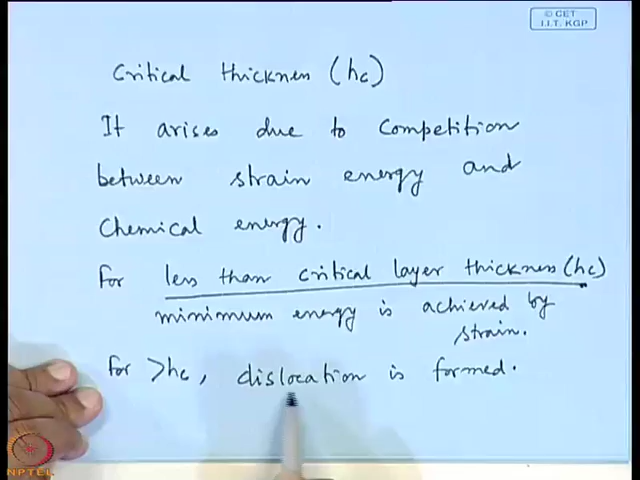 © CET
I.I.T. KGP
Critical thickness (hc)
It arises due to competition
between strain energy and
chemical energy.
For less than critical layer thickness (hc)
minimum energy is achieved by
strain.
For >hc, dislocation is formed.
NPTEL